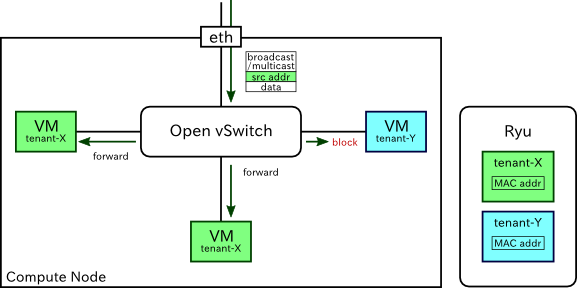 eth
broadcast
/multicast
src addr
data
VM
tenant-X
Open vSwitch
VM
tenant-Y
forward
block
forward
VM
tenant-X
Compute Node
Ryu
tenant-X
MAC addr
tenant-Y
MAC addr